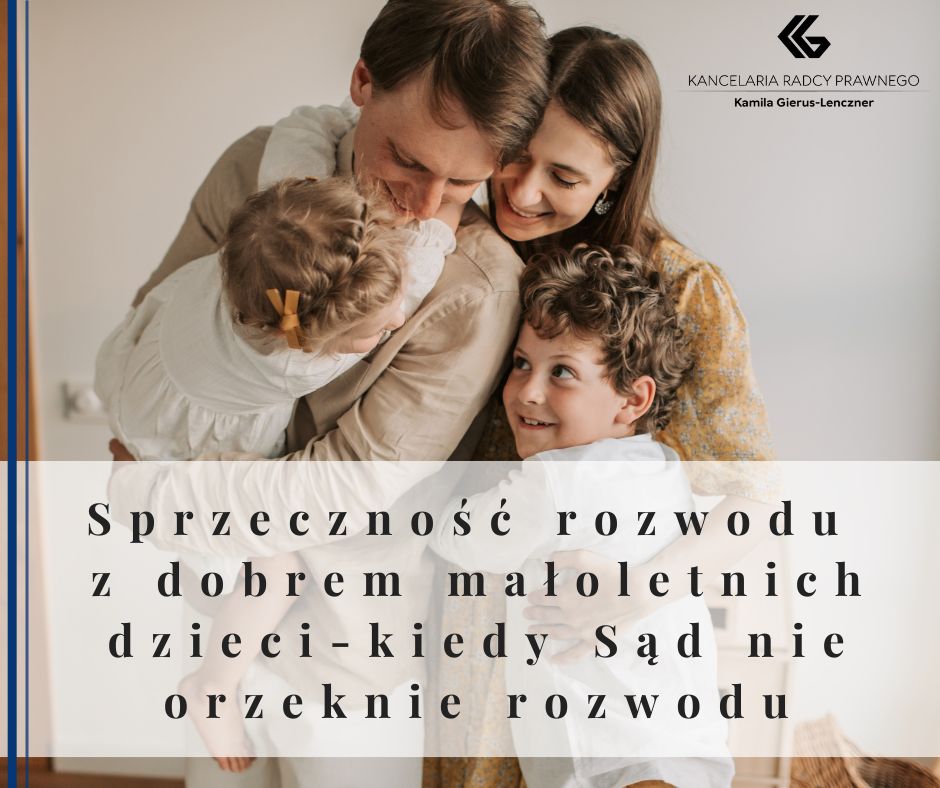 KANCELARIA RADCY PRAWNEGO
Kamila Gierus-Lenczner
Sprzeczność rozwodu
z dobrem małoletnich
dzieci-kiedy Sąd nie
orzeknie rozwodu